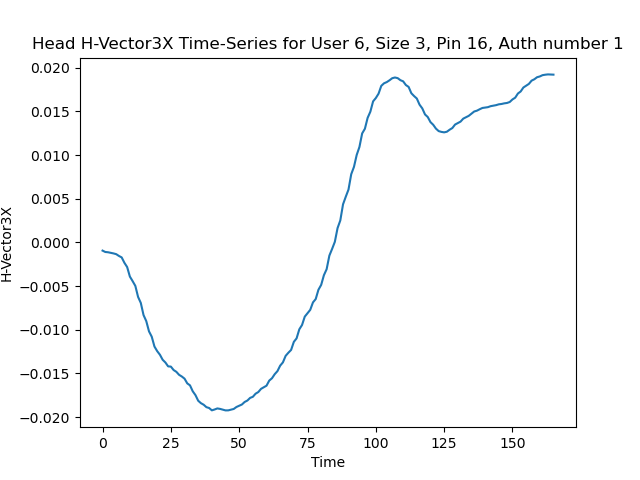 Head H-Vector3X Time-Series for User 6, Size 3, Pin 16, Auth number 1
0.020
0.015
0.010
0.005
0.000
−0.005
−0.010
−0.015
−0.020
H-Vector3X
0 25 50 75 100 125 150
Time